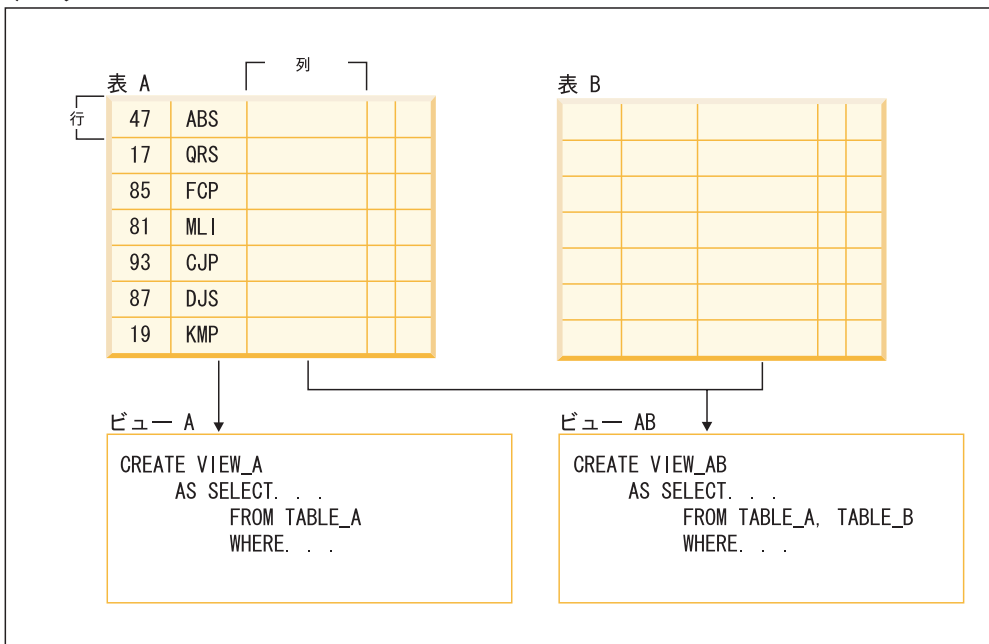 列
表 A
表 B
行
47 ABS
17 QRS
85 FCP
81 MLI
93 CJP
87 DJS
19 KMP
ビュー A
CREATE VIEW_A
AS SELECT. . .
FROM TABLE_A
WHERE. . .
ビュー AB
CREATE VIEW_AB
AS SELECT. . .
FROM TABLE_A, TABLE_B
WHERE. . .